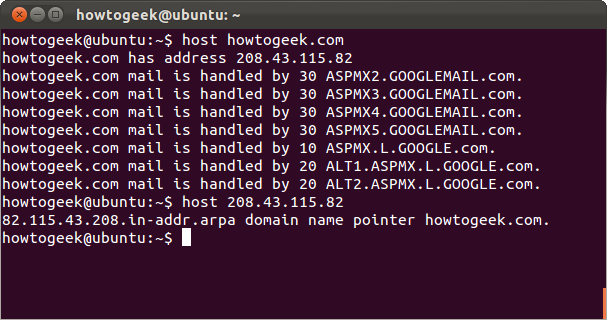 howtogeek@ubuntu: ~
howtogeek@ubuntu:~$ host howtogeek.com
howtogeek.com has address 208.43.115.82
howtogeek.com mail is handled by 30 ASPMX2.GOOGLEMAIL.com.
howtogeek.com mail is handled by 30 ASPMX3.GOOGLEMAIL.com.
howtogeek.com mail is handled by 30 ASPMX4.GOOGLEMAIL.com.
howtogeek.com mail is handled by 30 ASPMX5.GOOGLEMAIL.com.
howtogeek.com mail is handled by 10 ASPMX.L.GOOGLE.com.
howtogeek.com mail is handled by 20 ALT1.ASPMX.L.GOOGLE.com.
howtogeek.com mail is handled by 20 ALT2.ASPMX.L.GOOGLE.com.
howtogeek@ubuntu:~$ host 208.43.115.82
82.115.43.208.in-addr.arpa domain name pointer howtogeek.com.
howtogeek@ubuntu:~$